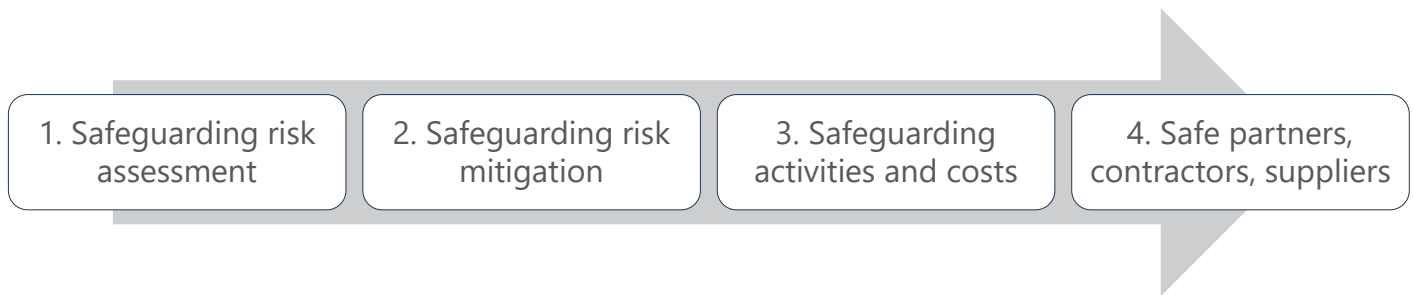 1. Safeguarding risk
assessment
2. Safeguarding risk
mitigation
3. Safeguarding
activities and costs
4. Safe partners,
contractors, suppliers